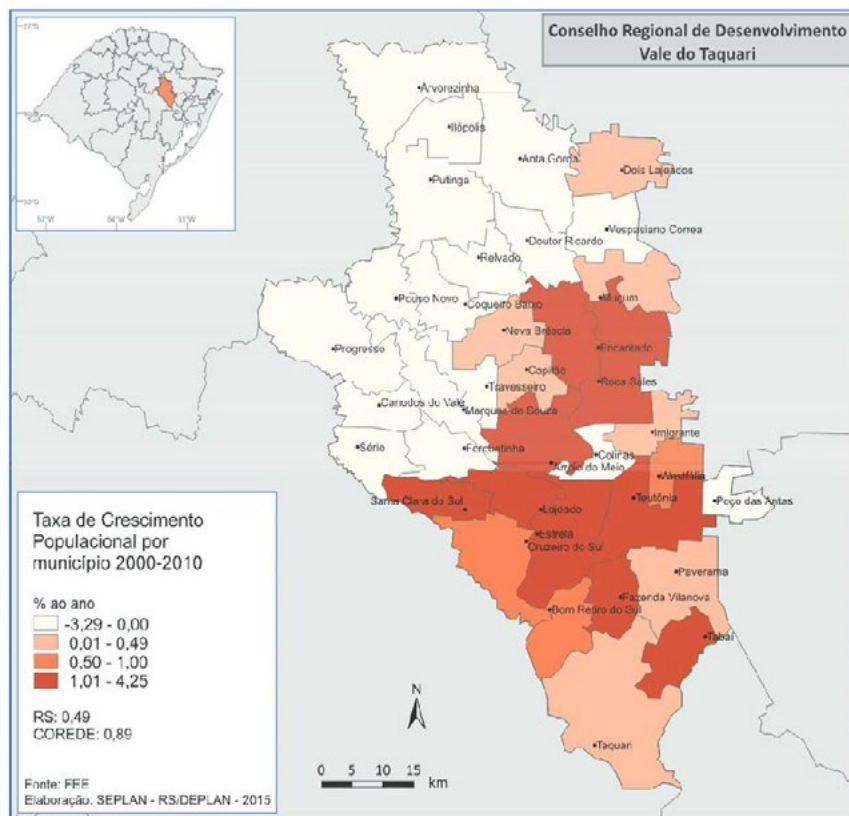 Conselho Regional de Desenvolvimento
Vale do Taquari
Arvorezinha
Ilópolis
Anta Gorda
Dois Lajeados
Putinga
Vespasiano Correa
Doutor Ricardo
Relvado
Pouso Novo
Coqueiro Baixo
Muçum
Nova Bréscia
Encantado
Progresso
Capitão
Roca Sales
Travesseiro
Canudos do Vale
Marques de Souza
Imigrante
Sério
Forquetinha
Colinas
Arroio do Meio
Westfália
Santa Clara do Sul
Lajeado
Teutônia
Poço das Antas
Estrela
Cruzeiro do Sul
Paverama
Fazenda Vilanova
Bom Retiro do Sul
Tabaí
Taquari
Taxa de Crescimento
Populacional por
município 2000-2010
% ao ano
-3,29 - 0,00
0,01 - 0,49
0,50 - 1,00
1,01 - 4,25
RS: 0,49
COREDE: 0,89
Fonte: FEE
Elaboração: SEPLAN - RS/DEPLAN - 2015
N
0 5 10 15
km